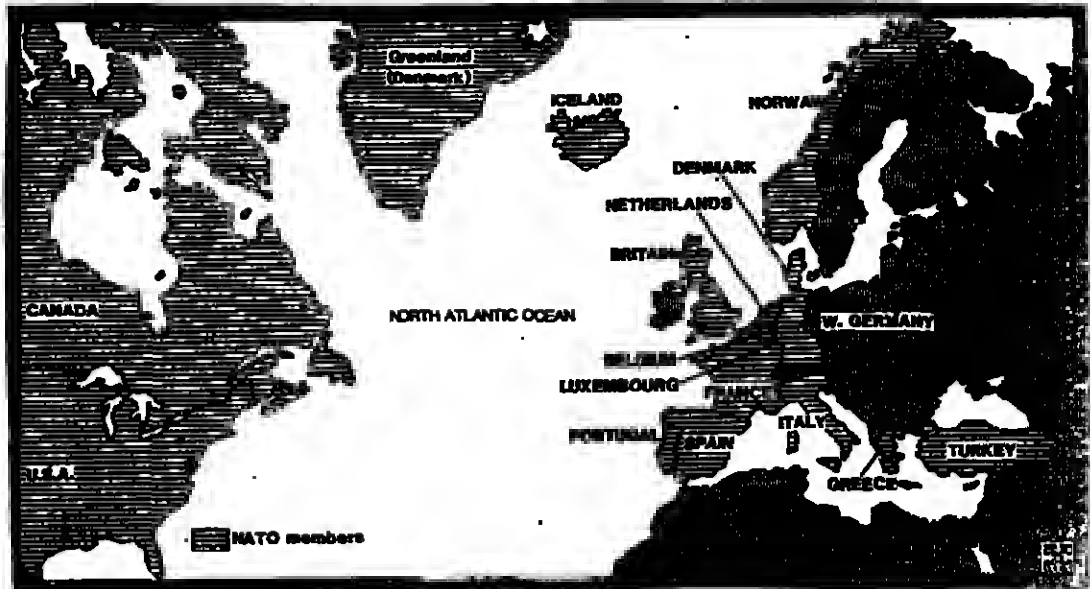 Greenland
(Denmark)
ICELAND
NORWAY
DENMARK
NETHERLANDS
BRITAIN
CANADA
NORTH ATLANTIC OCEAN
W. GERMANY
BELGIUM
LUXEMBOURG
FRANCE
PORTUGAL
SPAIN
ITALY
TURKEY
U.S.A.
GREECE
NATO members